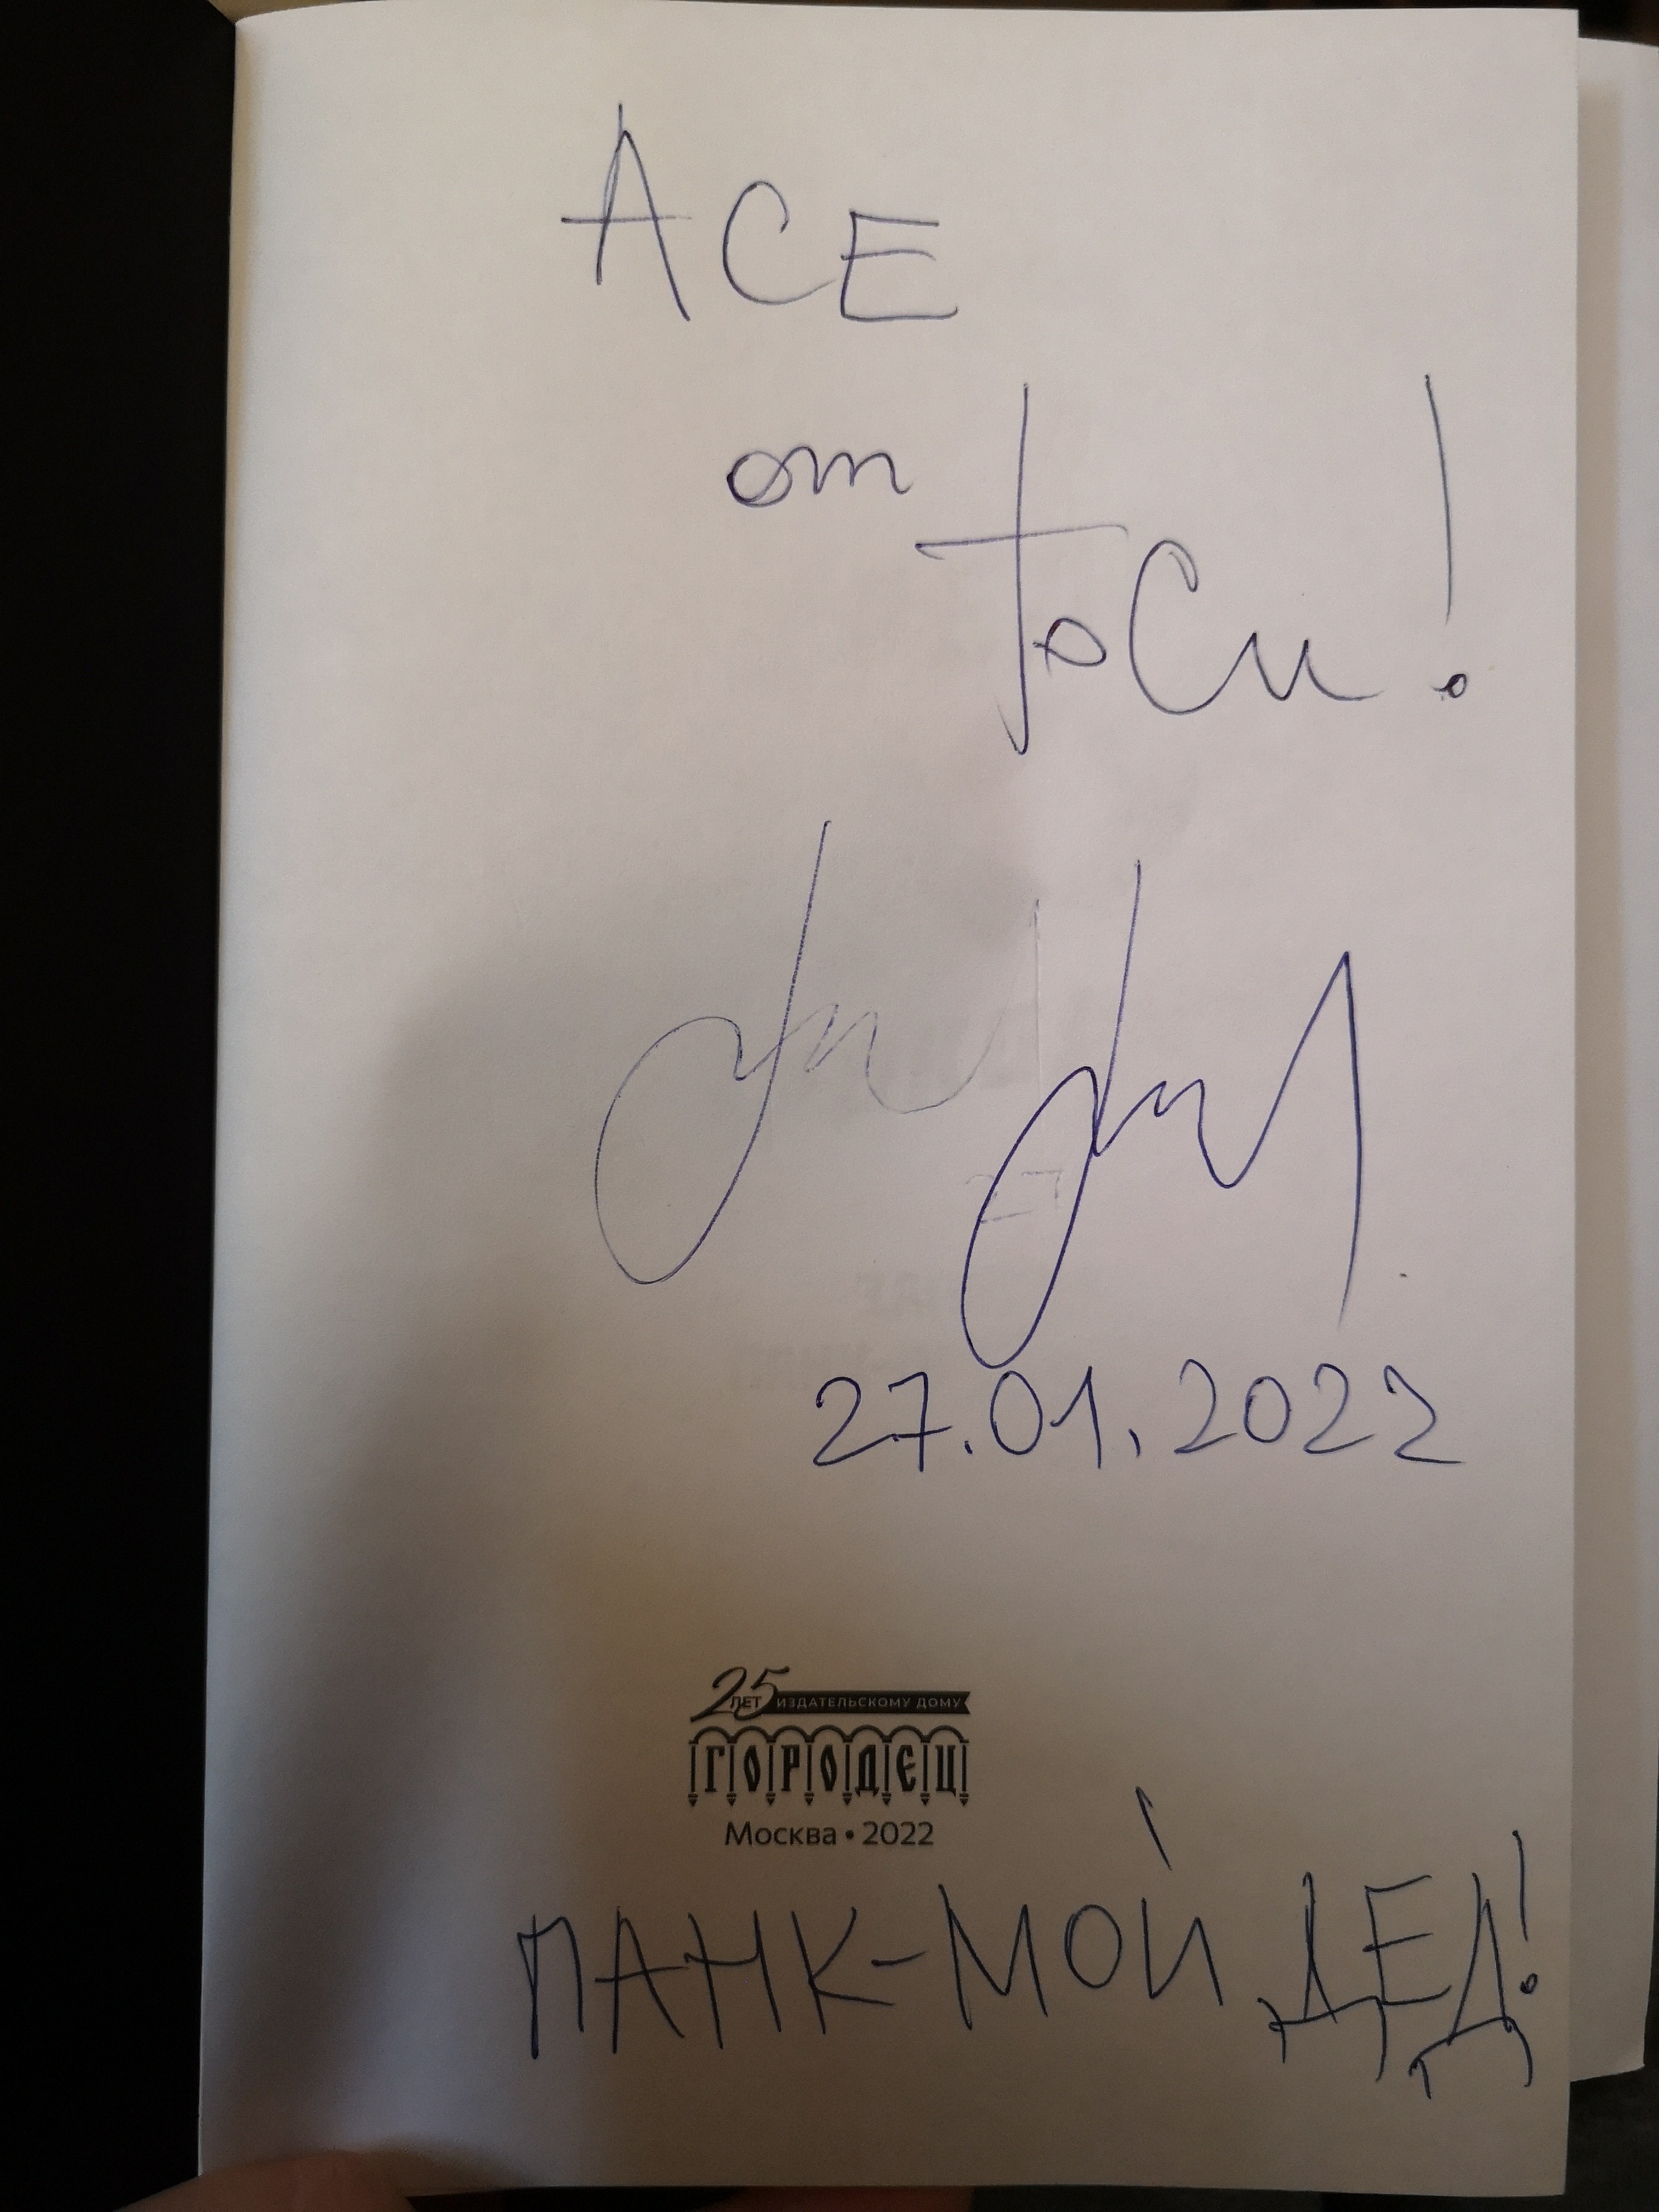 АСЕ
от
Тоси!
27.01.2022
25 ЛЕТ ИЗДАТЕЛЬСКОМУ ДОМУ
ГОРОДЕЦ
Москва • 2022
ПАНК-МОЙ ДЕД!